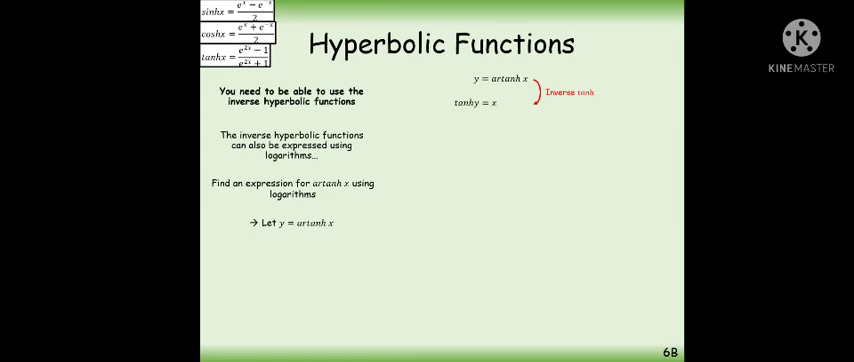 sinhx = (e^x − e^−x)/2
coshx = (e^x + e^−x)/2
tanhx = (e^2x − 1)/(e^2x + 1)
Hyperbolic Functions
K
KINEMASTER
You need to be able to use the
inverse hyperbolic functions
The inverse hyperbolic functions
can also be expressed using
logarithms...
Find an expression for artanh x using
logarithms
→ Let y = artanh x
y = artanh x
Inverse tanh
tanhy = x
6B